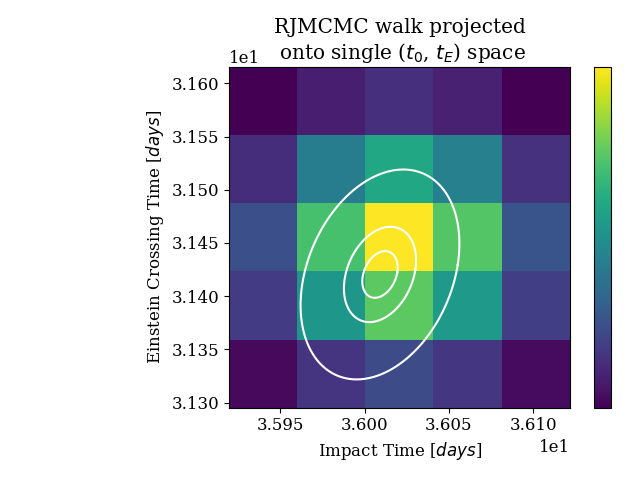 RJMCMC walk projected
onto single (t₀, t_E) space
1e1
3.160
3.155
3.150
3.145
3.140
3.135
3.130
Einstein Crossing Time [days]
3.595
3.600
3.605
3.610
1e1
Impact Time [days]